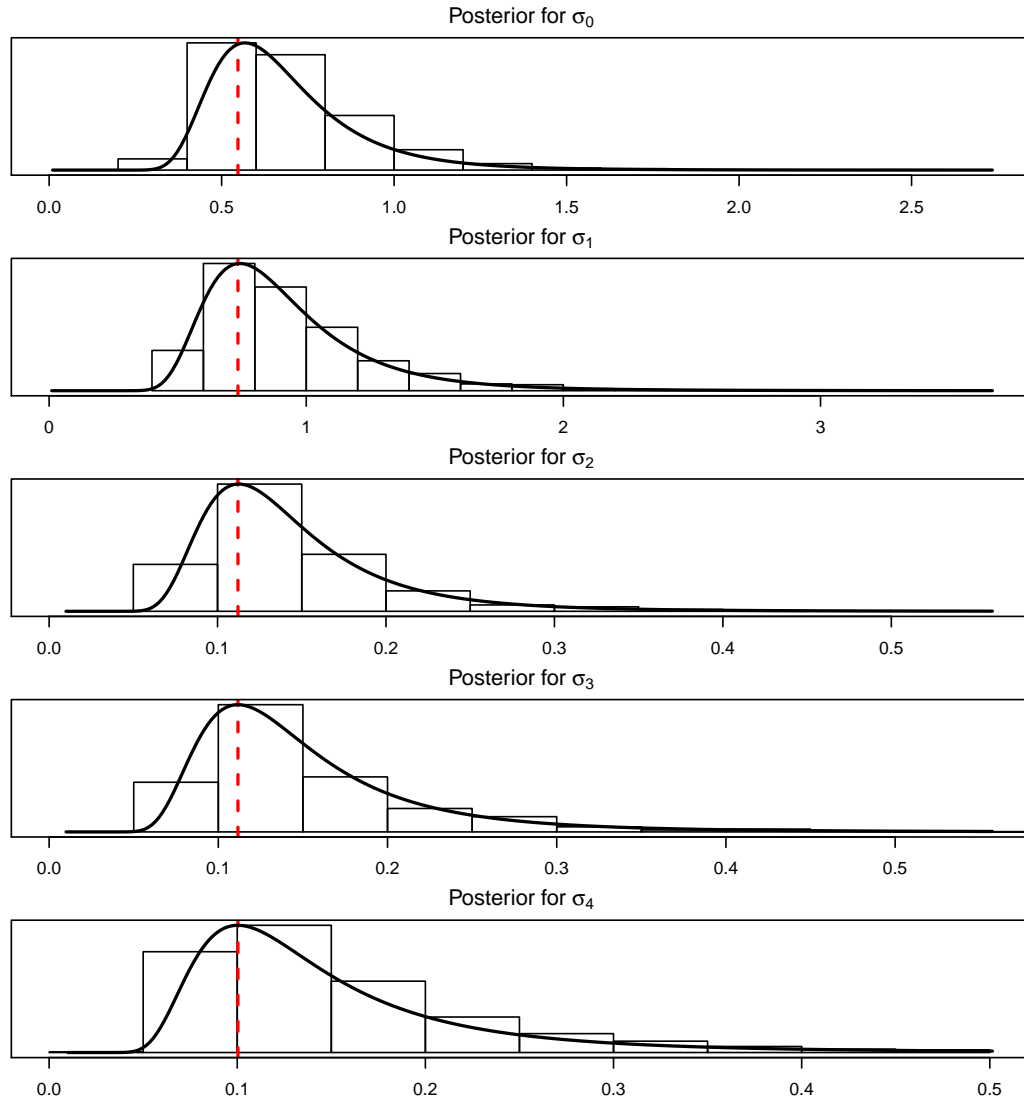 Posterior for σ₀
0.0 0.5 1.0 1.5 2.0 2.5
Posterior for σ₁
0 1 2 3
Posterior for σ₂
0.0 0.1 0.2 0.3 0.4 0.5
Posterior for σ₃
0.0 0.1 0.2 0.3 0.4 0.5
Posterior for σ₄
0.0 0.1 0.2 0.3 0.4 0.5